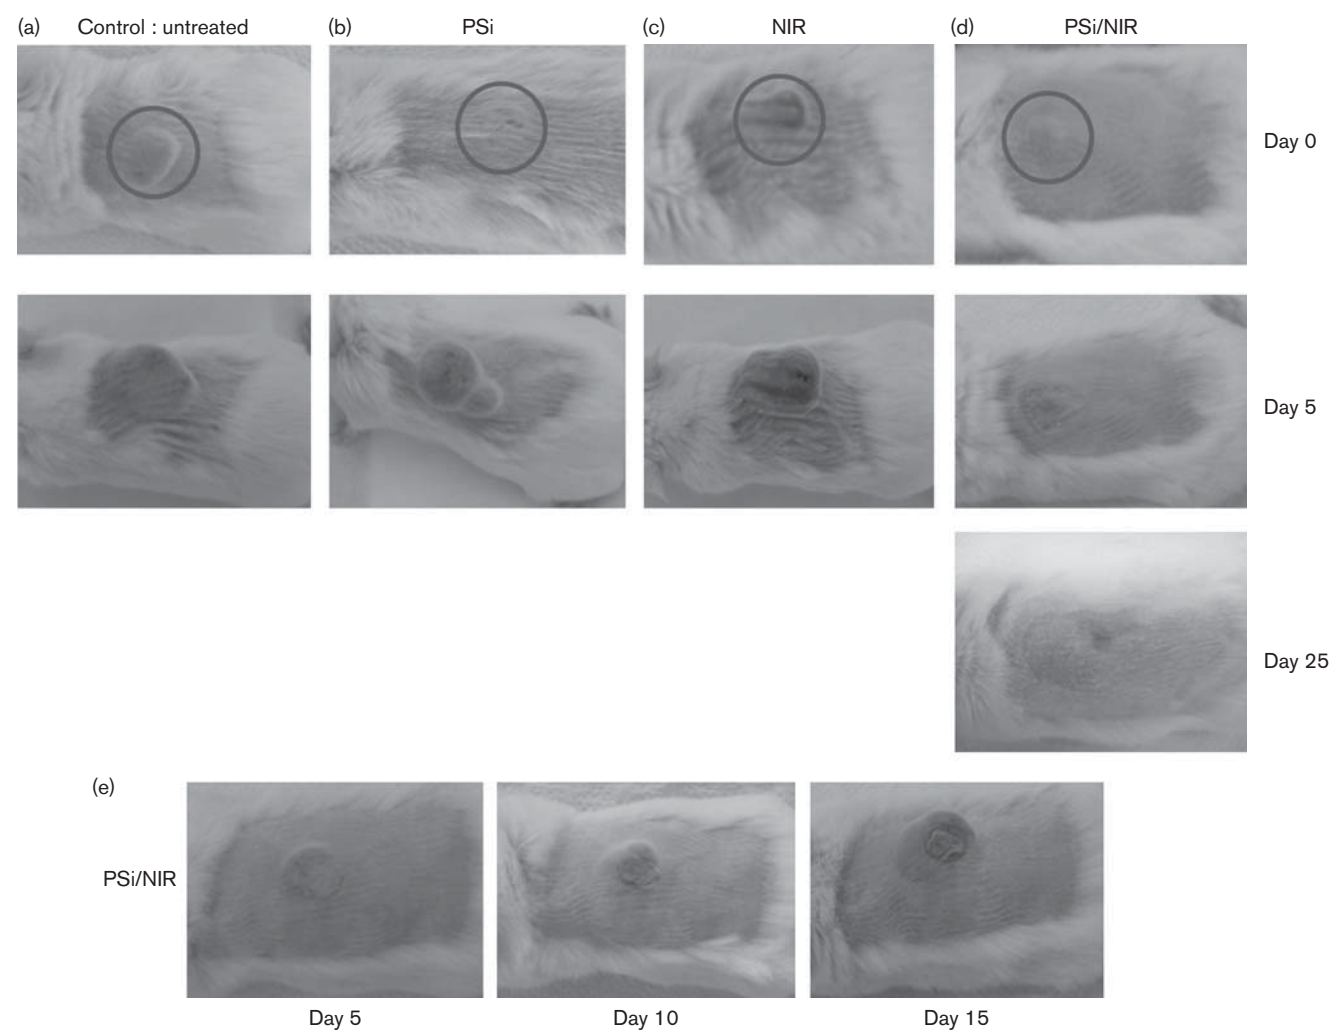 (a) Control : untreated (b) PSi (c) NIR (d) PSi/NIR
Day 0
Day 5
Day 25
(e)
PSi/NIR
Day 5 Day 10 Day 15